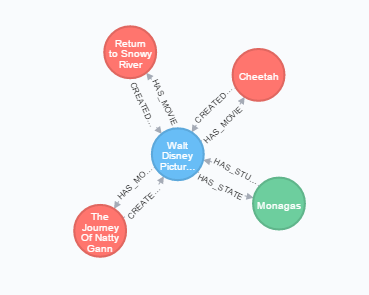 Return
to Snowy
River
Cheetah
CREATED...
HAS_MOVIE
CREATED...
HAS_MOVIE
Walt
Disney
Pictur...
HAS_STU...
HAS_STATE
Monagas
HAS_MO...
CREATE...
The
Journey
Of Natty
Gann